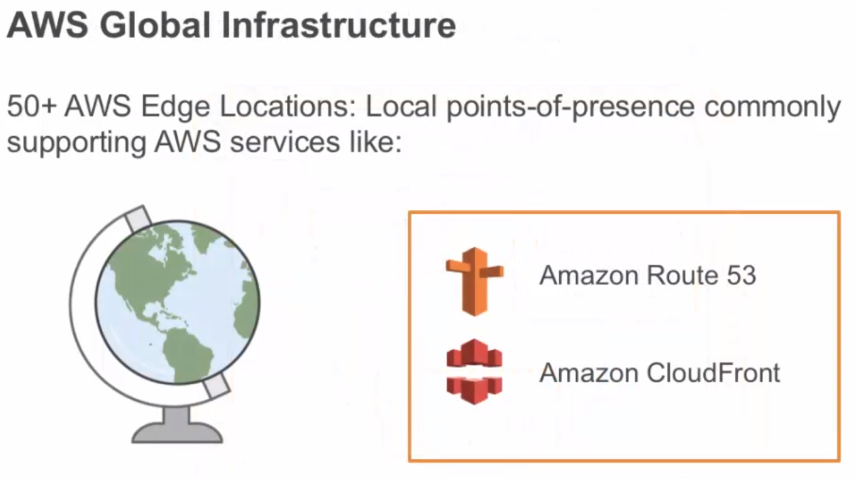 AWS Global Infrastructure
50+ AWS Edge Locations: Local points-of-presence commonly
supporting AWS services like:
Amazon Route 53
Amazon CloudFront